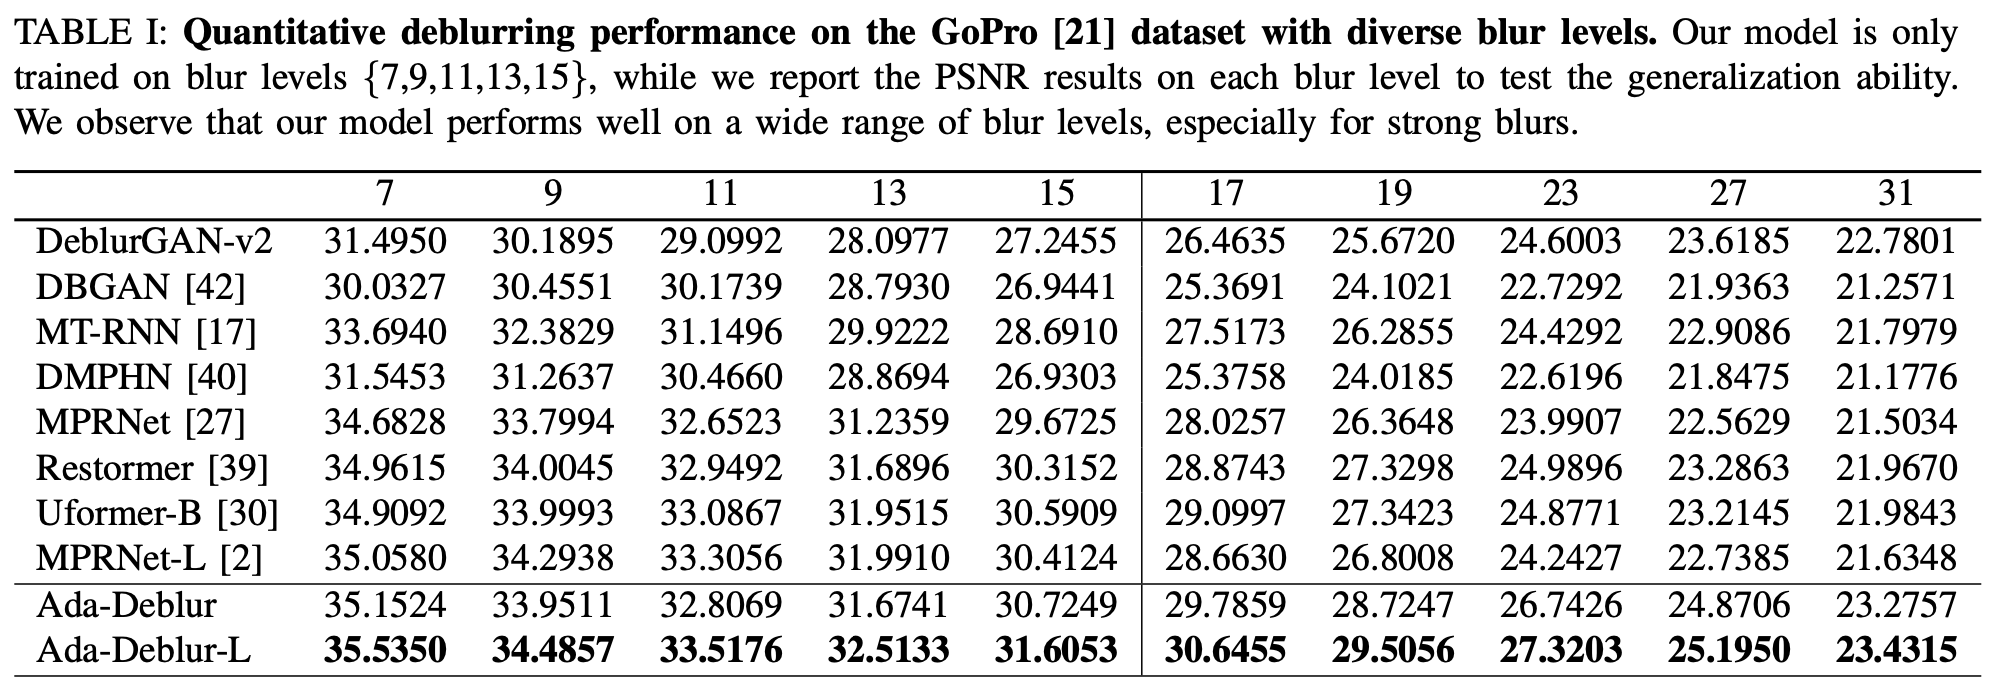 TABLE I: Quantitative deblurring performance on the GoPro [21] dataset with diverse blur levels. Our model is only
trained on blur levels {7,9,11,13,15}, while we report the PSNR results on each blur level to test the generalization ability.
We observe that our model performs well on a wide range of blur levels, especially for strong blurs.
7 9 11 13 15 17 19 23 27 31
DeblurGAN-v2 31.4950 30.1895 29.0992 28.0977 27.2455 26.4635 25.6720 24.6003 23.6185 22.7801
DBGAN [42] 30.0327 30.4551 30.1739 28.7930 26.9441 25.3691 24.1021 22.7292 21.9363 21.2571
MT-RNN [17] 33.6940 32.3829 31.1496 29.9222 28.6910 27.5173 26.2855 24.4292 22.9086 21.7979
DMPHN [40] 31.5453 31.2637 30.4660 28.8694 26.9303 25.3758 24.0185 22.6196 21.8475 21.1776
MPRNet [27] 34.6828 33.7994 32.6523 31.2359 29.6725 28.0257 26.3648 23.9907 22.5629 21.5034
Restormer [39] 34.9615 34.0045 32.9492 31.6896 30.3152 28.8743 27.3298 24.9896 23.2863 21.9670
Uformer-B [30] 34.9092 33.9993 33.0867 31.9515 30.5909 29.0997 27.3423 24.8771 23.2145 21.9843
MPRNet-L [2] 35.0580 34.2938 33.3056 31.9910 30.4124 28.6630 26.8008 24.2427 22.7385 21.6348
Ada-Deblur 35.1524 33.9511 32.8069 31.6741 30.7249 29.7859 28.7247 26.7426 24.8706 23.2757
Ada-Deblur-L 35.5350 34.4857 33.5176 32.5133 31.6053 30.6455 29.5056 27.3203 25.1950 23.4315